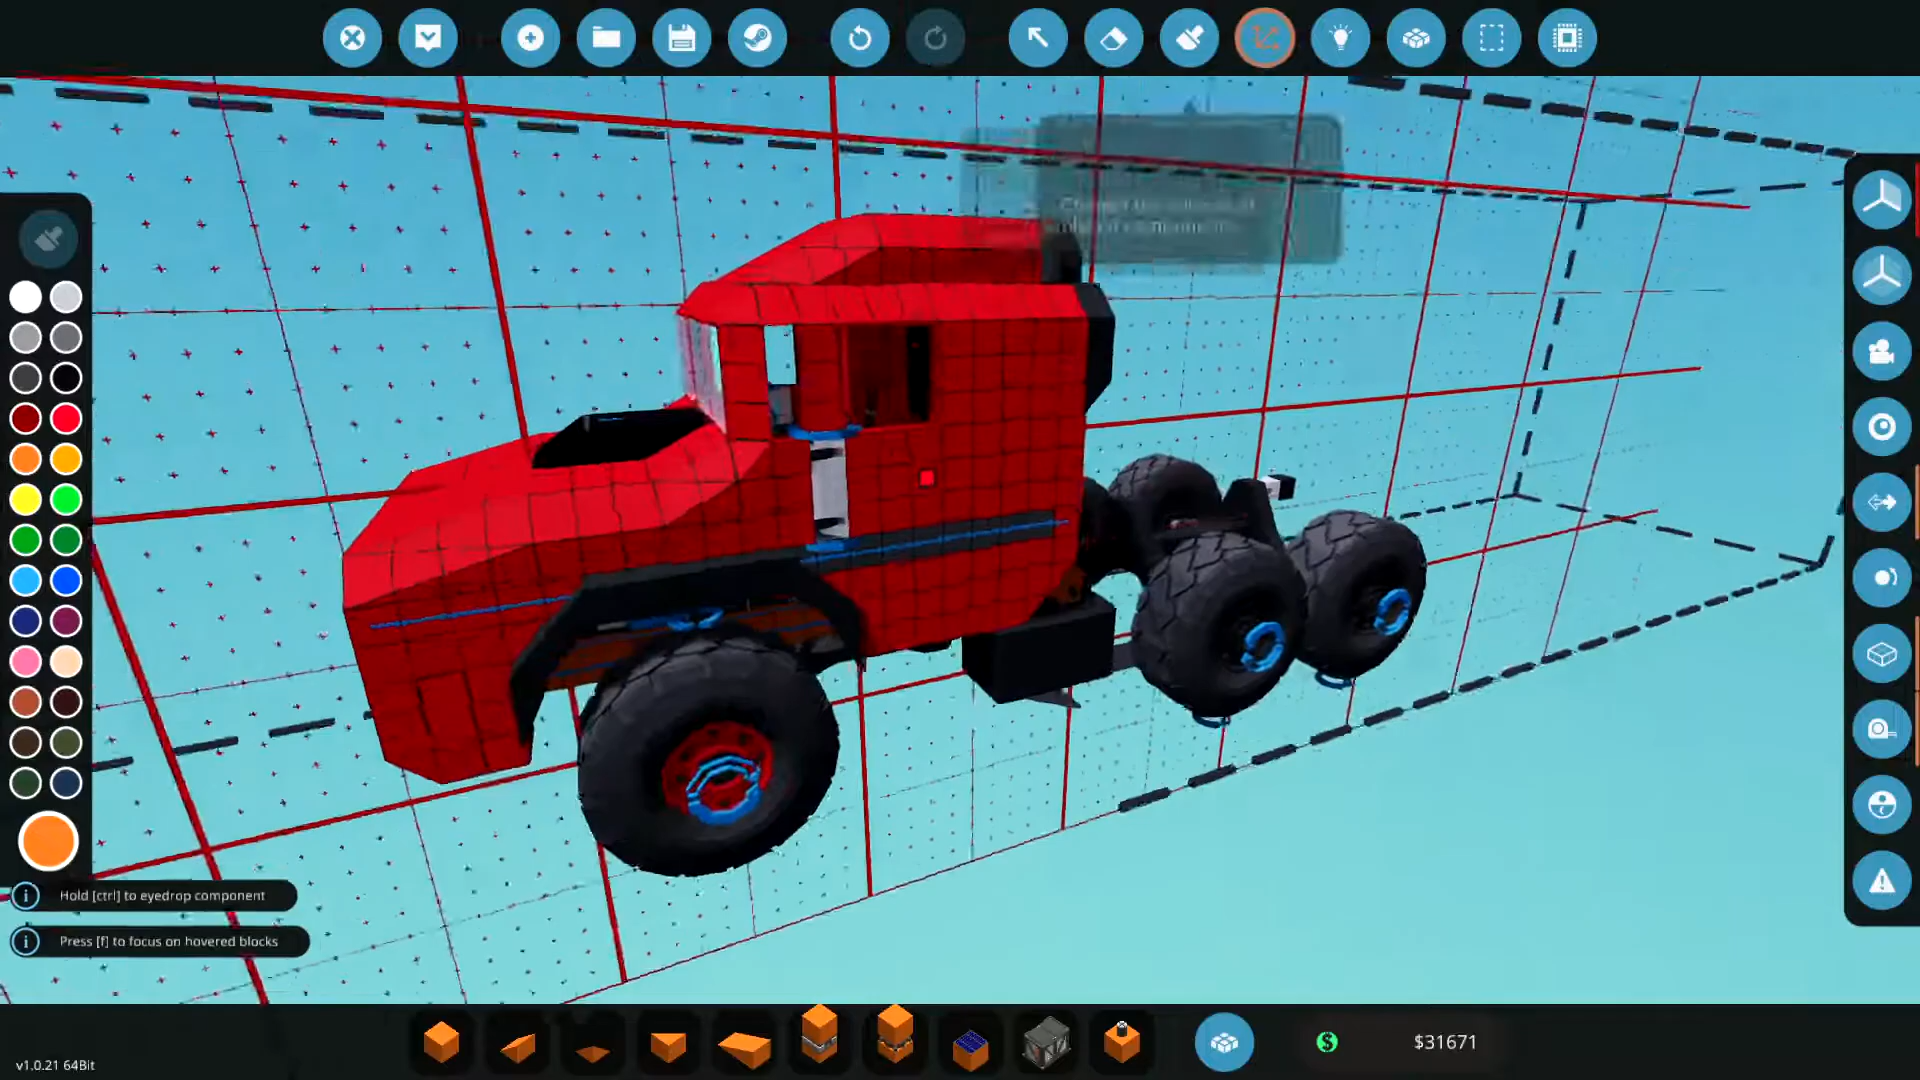 Hold [ctrl] to eyedrop component
Press [f] to focus on hovered blocks
v1.0.21 64Bit
$31671